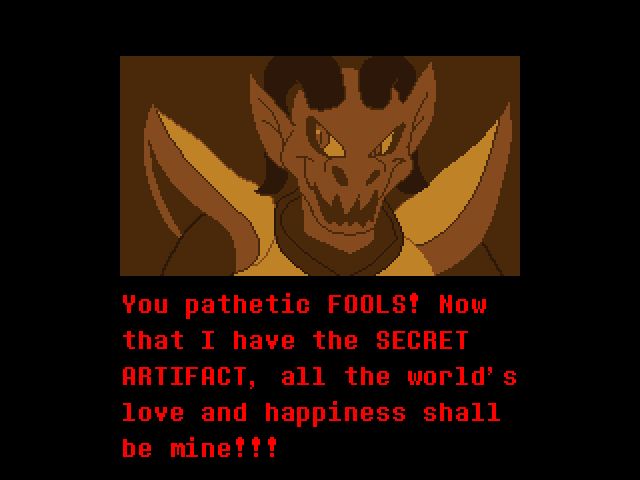 You pathetic FOOLS! Now
that I have the SECRET
ARTIFACT, all the world's
love and happiness shall
be mine!!!